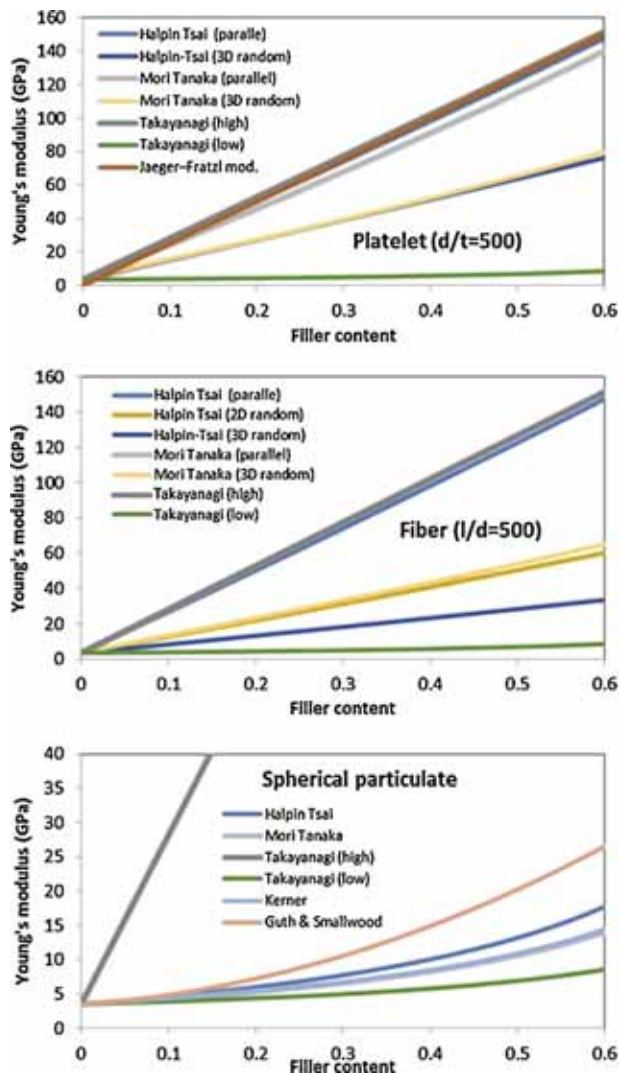 160
140
120
100
80
60
40
20
0
Young's modulus (GPa)
Halpin Tsai (paralle)
Halpin-Tsai (3D random)
Mori Tanaka (parallel)
Mori Tanaka (3D random)
Takayanagi (high)
Takayanagi (low)
Jaeger–Fratzl mod.
Platelet (d/t=500)
0 0.1 0.2 0.3 0.4 0.5 0.6
Filler content
160
140
120
100
80
60
40
20
0
Young's modulus (GPa)
Halpin Tsai (paralle)
Halpin Tsai (2D random)
Halpin-Tsai (3D random)
Mori Tanaka (parallel)
Mori Tanaka (3D random)
Takayanagi (high)
Takayanagi (low)
Fiber (l/d=500)
0 0.1 0.2 0.3 0.4 0.5 0.6
Filler content
40
35
30
25
20
15
10
5
0
Young's modulus (GPa)
Spherical particulate
Halpin Tsai
Mori Tanaka
Takayanagi (high)
Takayanagi (low)
Kerner
Guth & Smallwood
0 0.1 0.2 0.3 0.4 0.5 0.6
Filler content